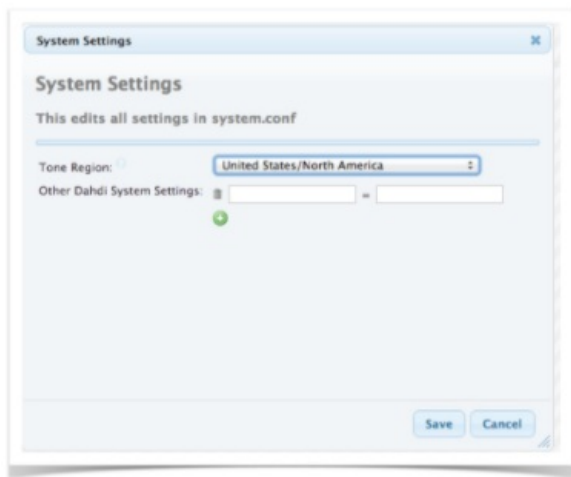 System Settings
System Settings
This edits all settings in system.conf
Tone Region:
United States/North America
Other Dahdi System Settings:
=
Save
Cancel